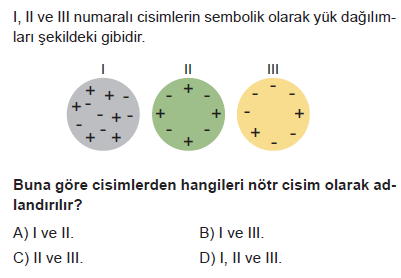 I, II ve III numaralı cisimlerin sembolik olarak yük dağılım-
ları şekildeki gibidir.
I II III
Buna göre cisimlerden hangileri nötr cisim olarak ad-
landırılır?
A) I ve II. B) I ve III.
C) II ve III. D) I, II ve III.